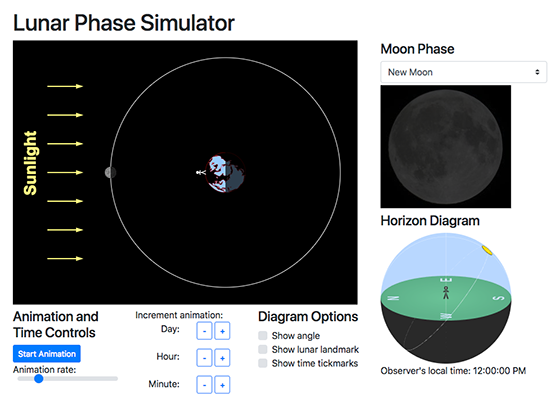 Lunar Phase Simulator
Sunlight
Moon Phase
New Moon
Horizon Diagram
N
E
S
W
Observer's local time: 12:00:00 PM
Animation and
Time Controls
Start Animation
Animation rate:
Increment animation:
Day:
- +
Hour:
- +
Minute:
- +
Diagram Options
Show angle
Show lunar landmark
Show time tickmarks